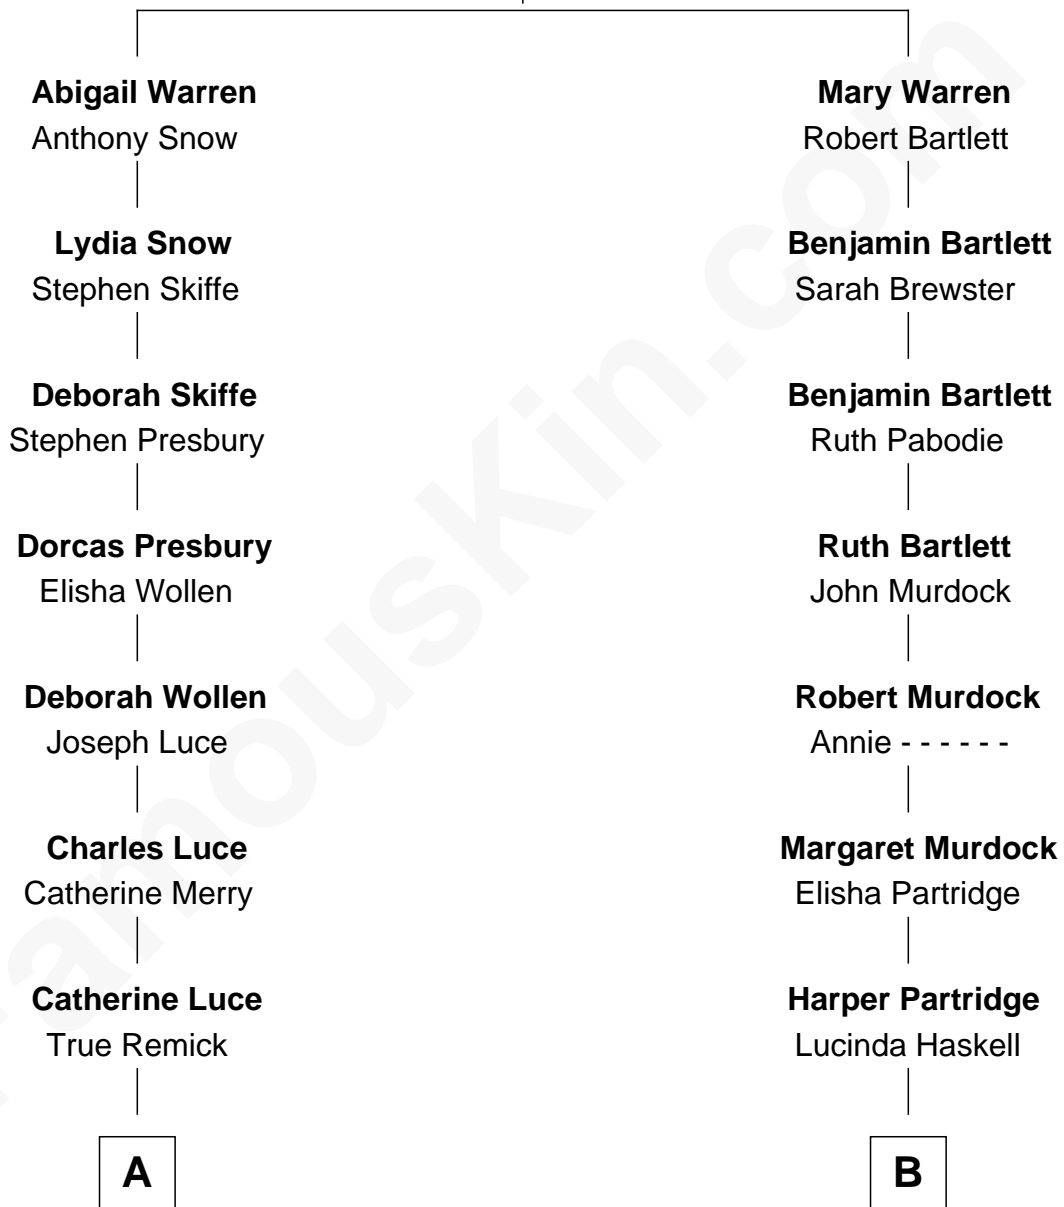 Abigail Warren
Anthony Snow
Lydia Snow
Stephen Skiffe
Deborah Skiffe
Stephen Presbury
Dorcas Presbury
Elisha Wollen
Deborah Wollen
Joseph Luce
Charles Luce
Catherine Merry
Catherine Luce
True Remick
A
Mary Warren
Robert Bartlett
Benjamin Bartlett
Sarah Brewster
Benjamin Bartlett
Ruth Pabodie
Ruth Bartlett
John Murdock
Robert Murdock
Annie - - - - - -
Margaret Murdock
Elisha Partridge
Harper Partridge
Lucinda Haskell
B
FamousKin.com